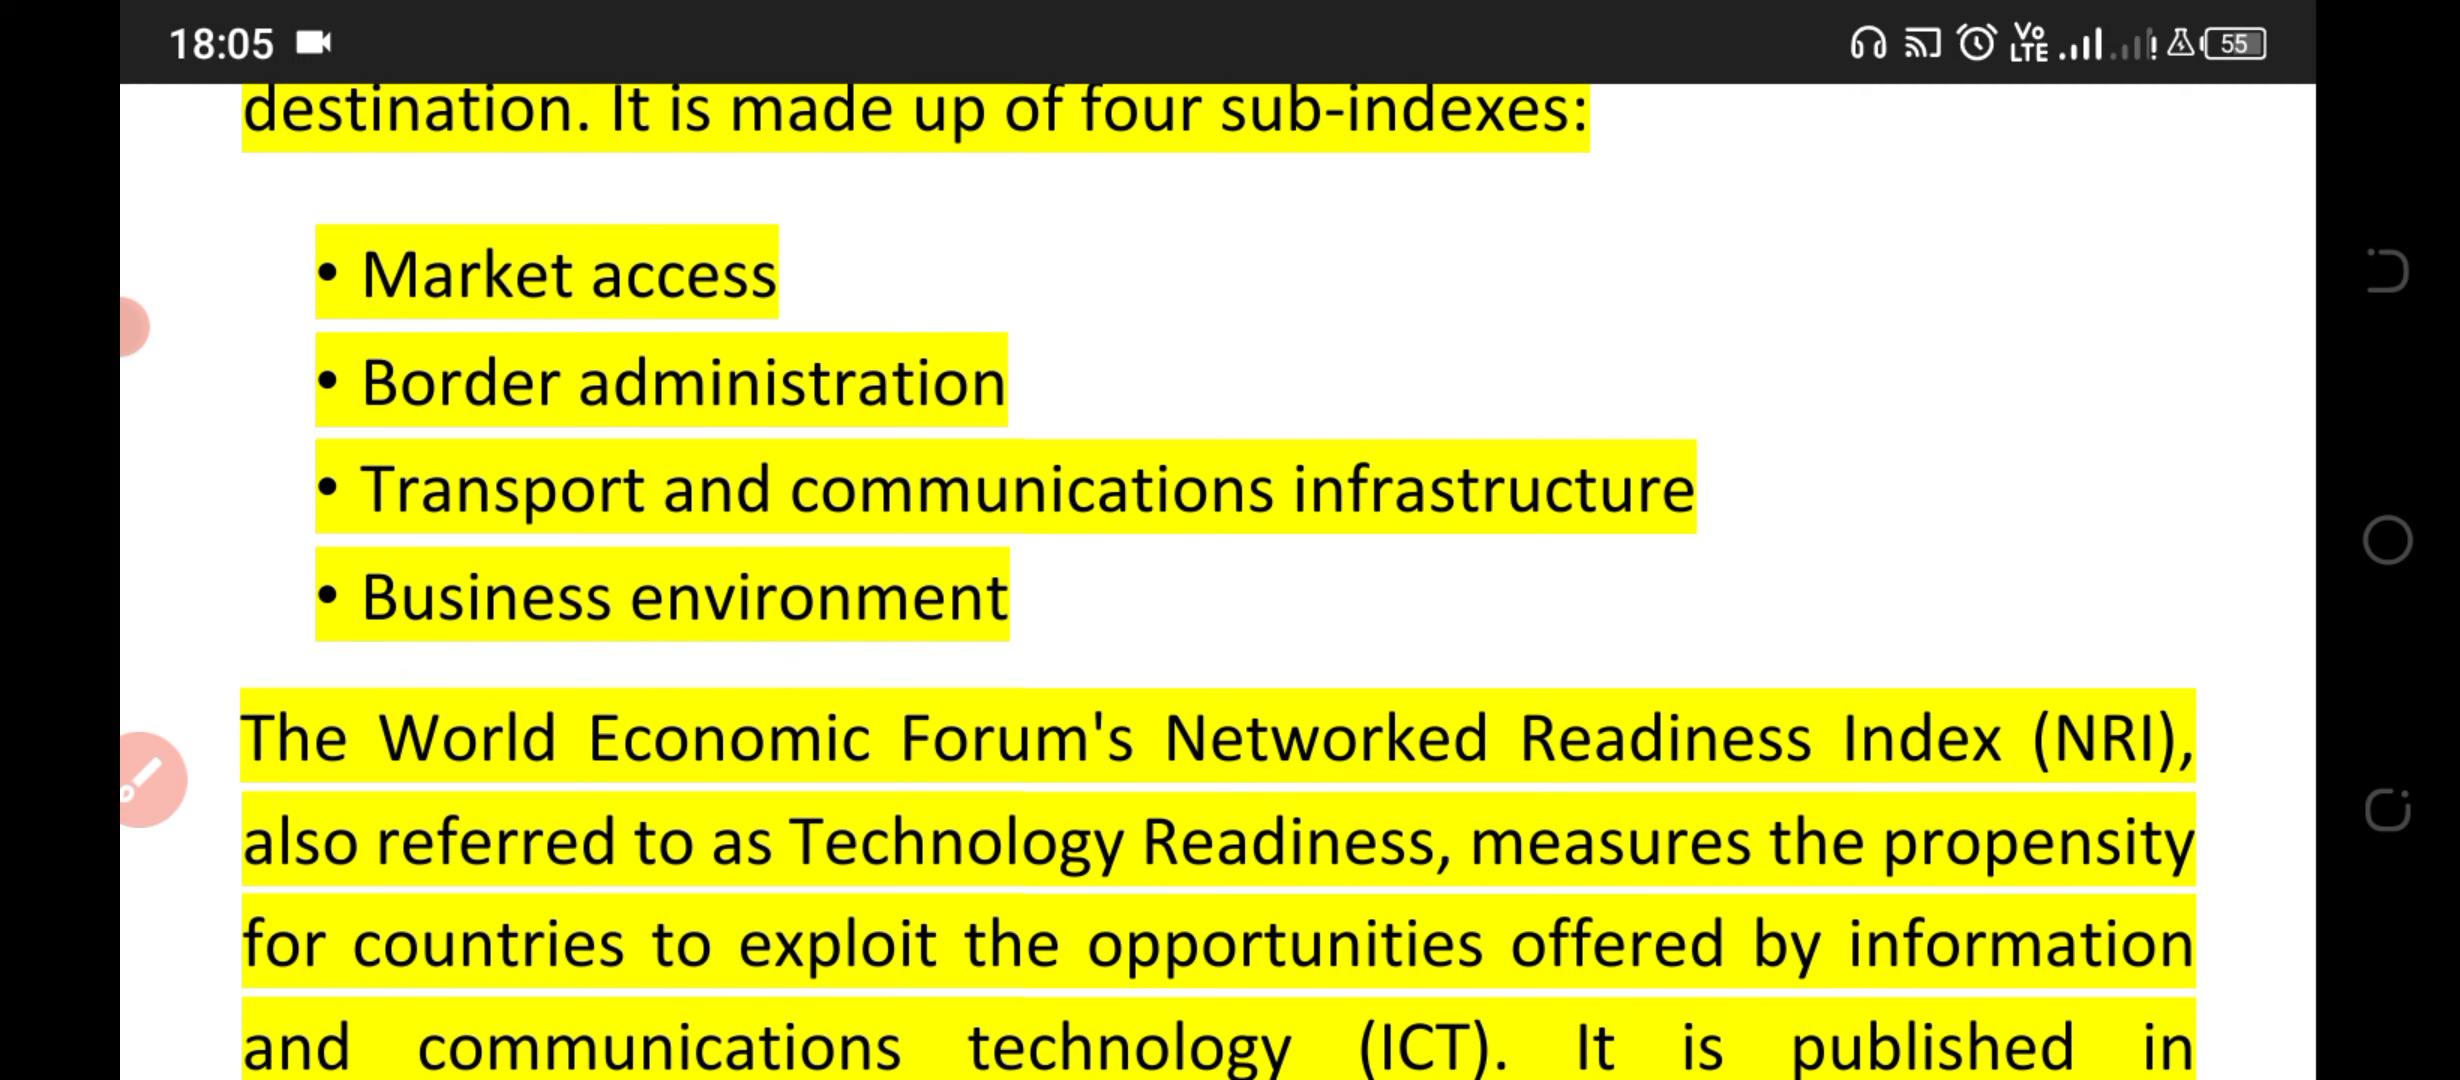 18:05
Vo
LTE
55
destination. It is made up of four sub-indexes:
• Market access
• Border administration
• Transport and communications infrastructure
• Business environment
The World Economic Forum's Networked Readiness Index (NRI),
also referred to as Technology Readiness, measures the propensity
for countries to exploit the opportunities offered by information
and communications technology (ICT). It is published in